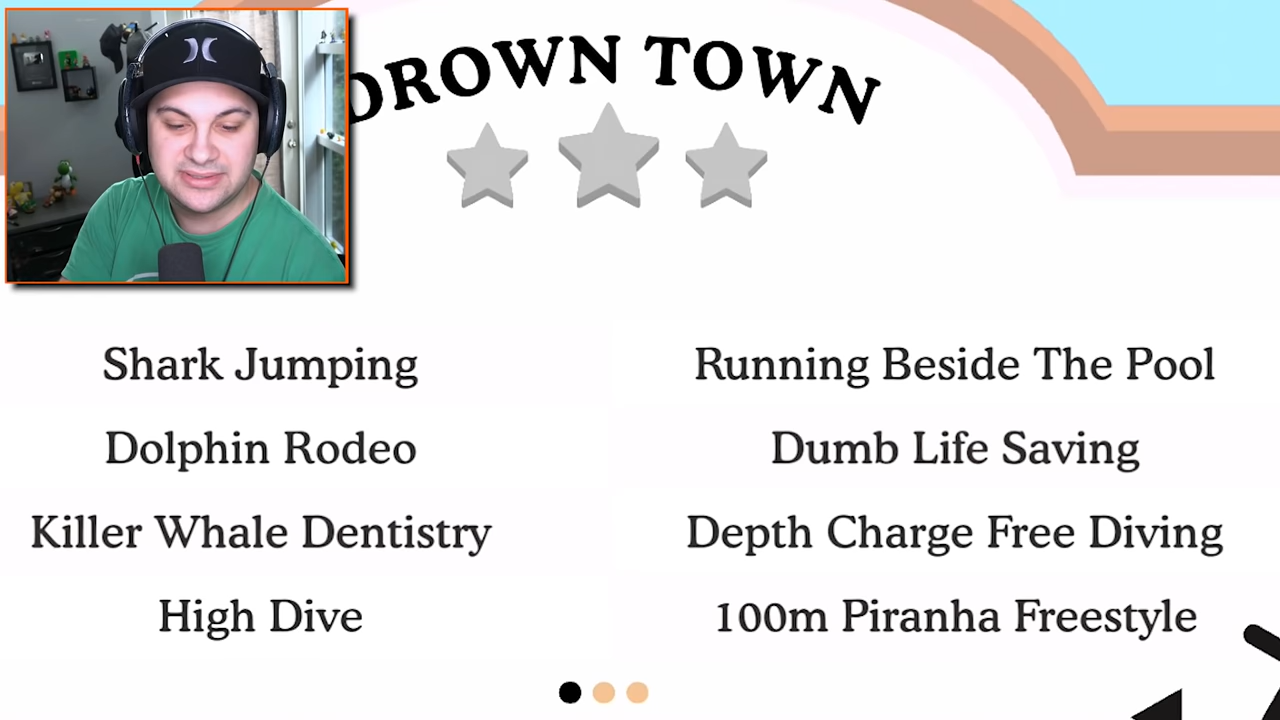 DROWN TOWN
Shark Jumping
Running Beside The Pool
Dolphin Rodeo
Dumb Life Saving
Killer Whale Dentistry
Depth Charge Free Diving
High Dive
100m Piranha Freestyle